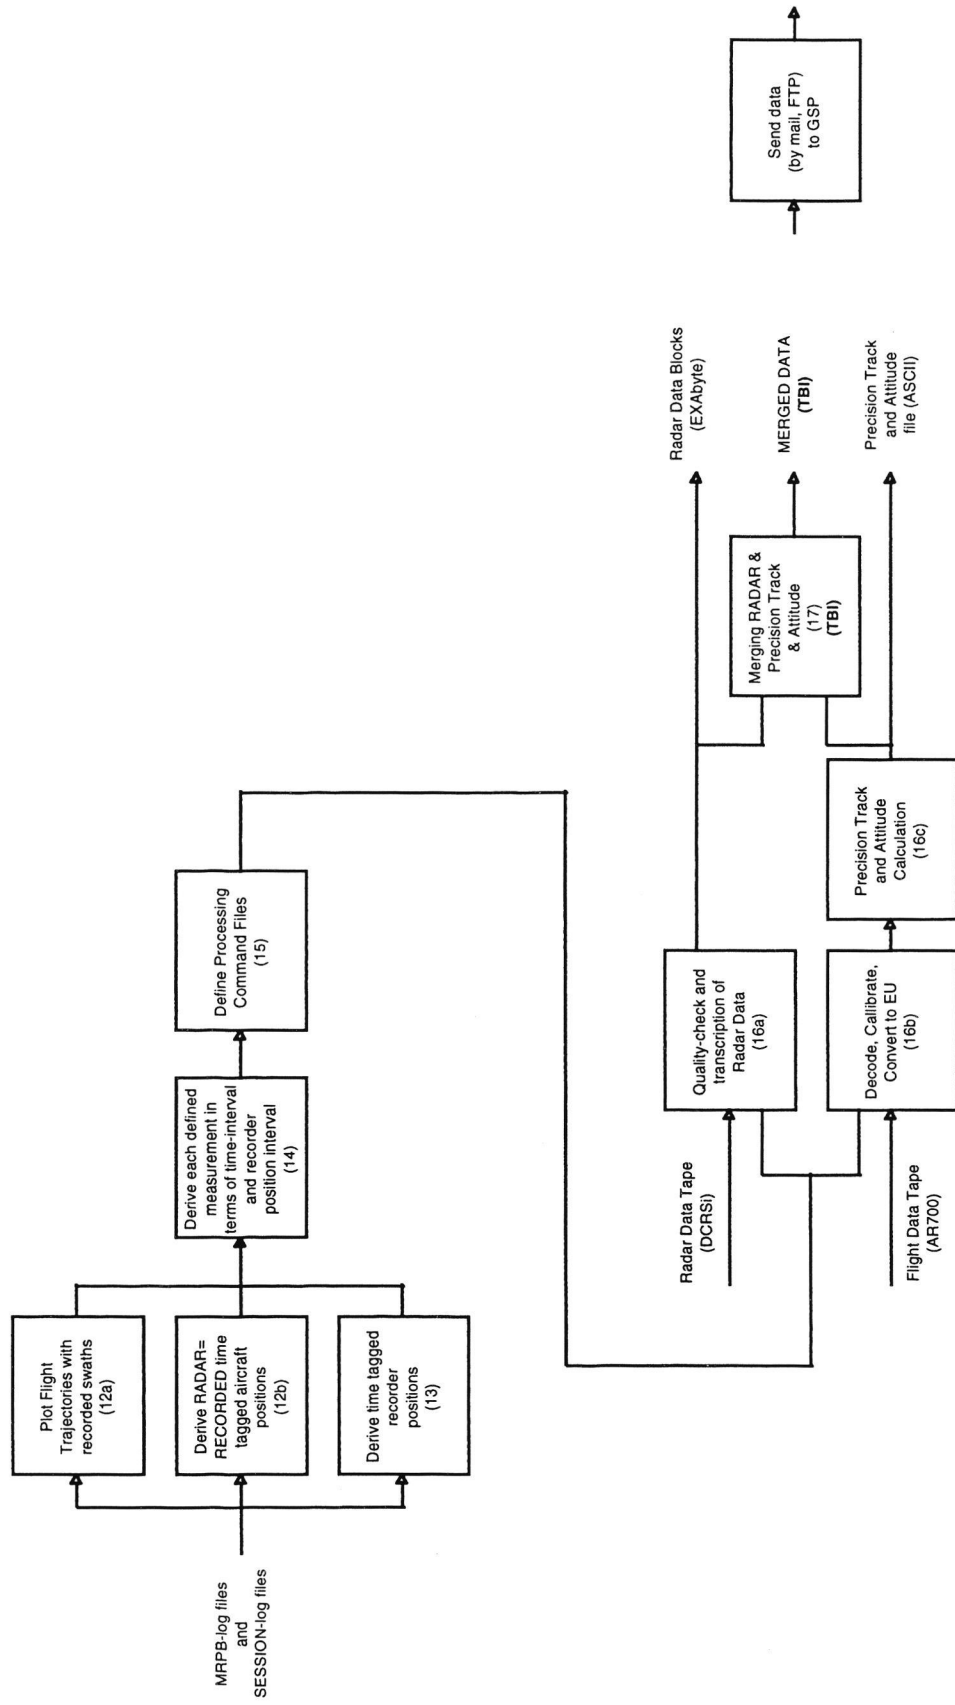 MRPB-log files
and
SESSION-log files
Plot Flight
Trajectories with
recorded swaths
(12a)
Derive RADAR=
RECORDED time
tagged aircraft
positions
(12b)
Derive time tagged
recorder
positions
(13)
Derive each defined
measurement in
terms of time-interval
and recorder
position interval
(14)
Define Processing
Command Files
(15)
Radar Data Tape
(DCRSi)
Flight Data Tape
(AR700)
Quality-check and
transcription of
Radar Data
(16a)
Decode, Callibrate,
Convert to EU
(16b)
Precision Track
and Attitude
Calculation
(16c)
Merging RADAR &
Precision Track
& Attitude
(17)
(TBI)
Radar Data Blocks
(EXAbyte)
MERGED DATA
(TBI)
Precision Track
and Attitude
file (ASCII)
Send data
(by mail, FTP)
to GSP